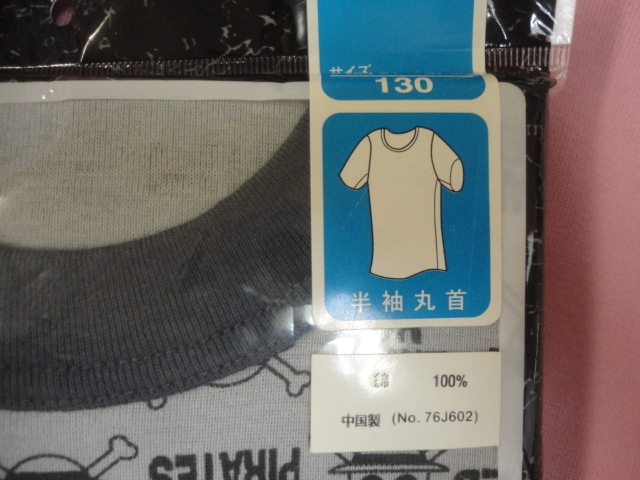 サイズ
130
半袖丸首
綿 100%
中国製 (No. 76J602)
PIRATES